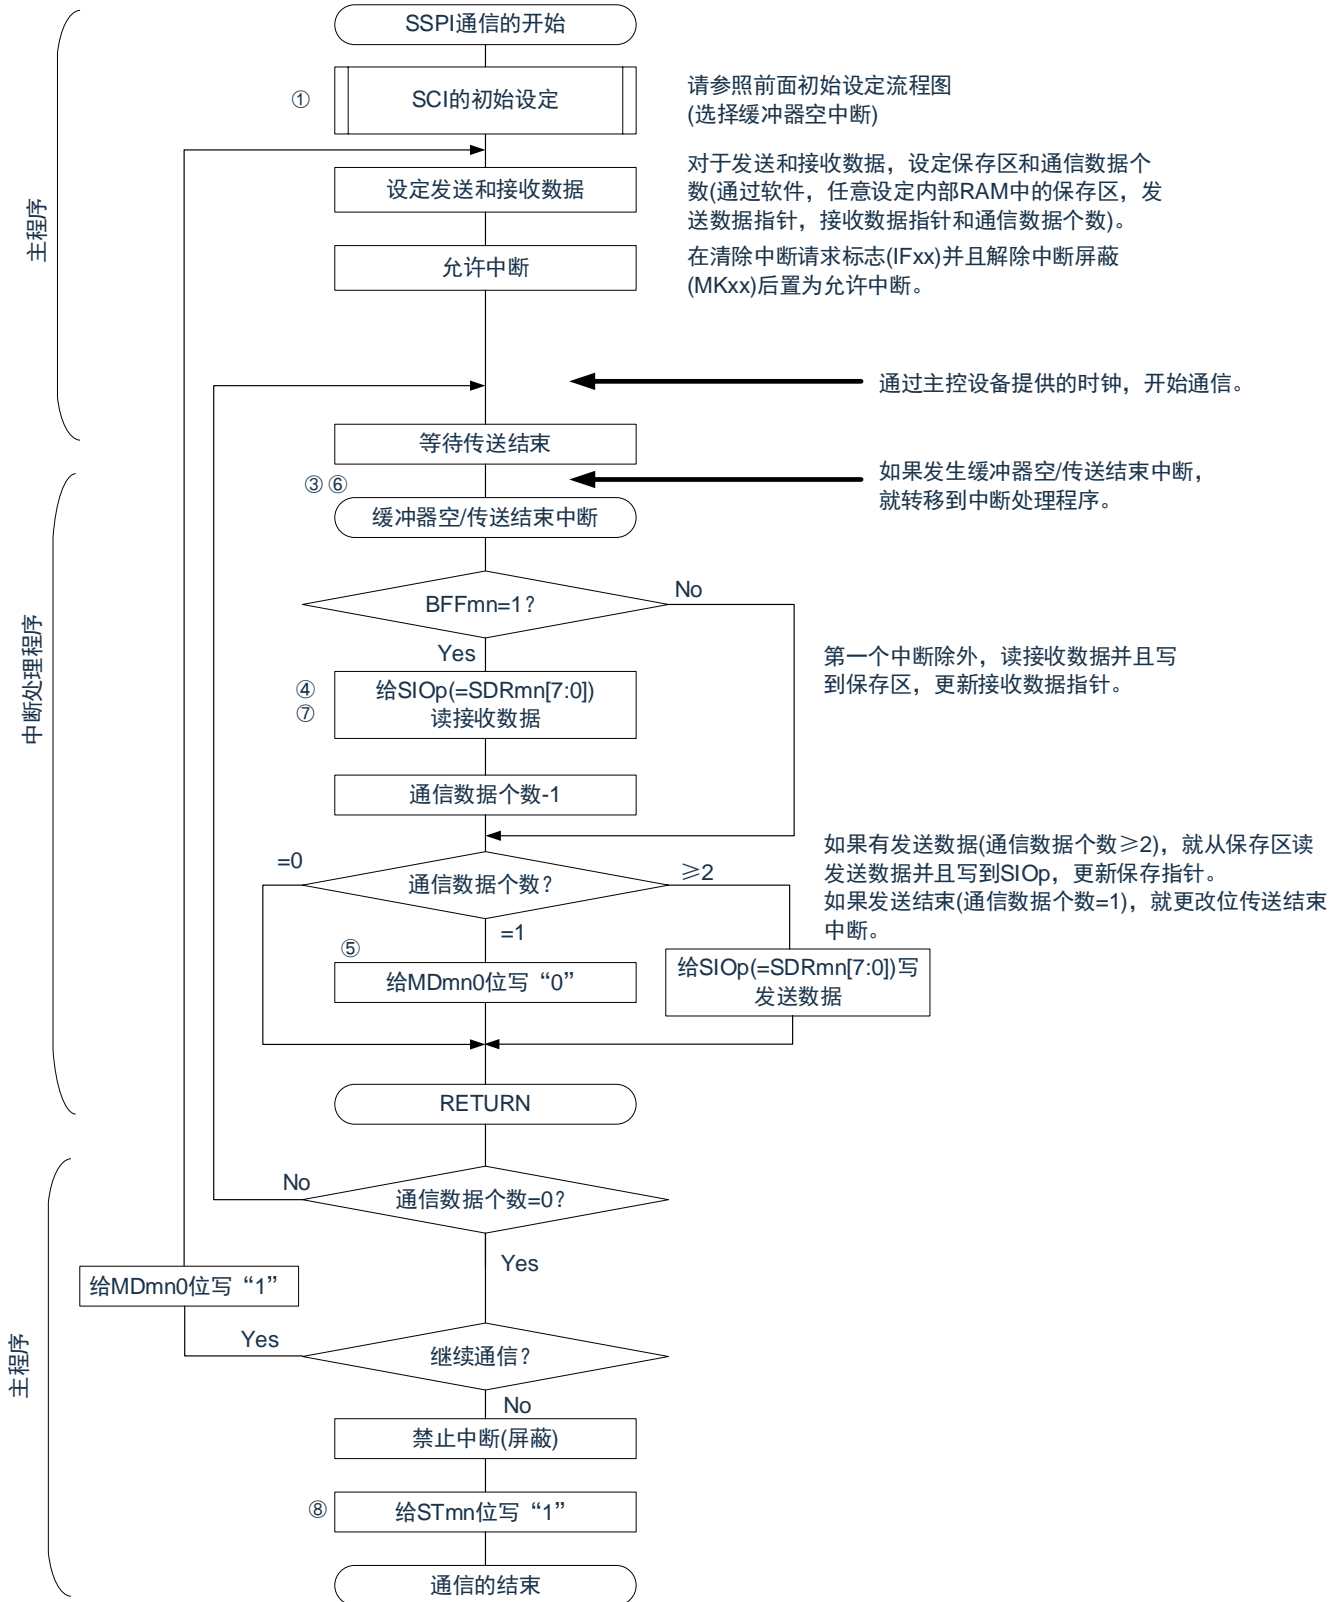 SSPI通信的开始
①
SCI的初始设定
请参照前面初始设定流程图
(选择缓冲器空中断)
主程序
设定发送和接收数据
对于发送和接收数据，设定保存区和通信数据个
数(通过软件，任意设定内部RAM中的保存区，发
送数据指针，接收数据指针和通信数据个数)。
允许中断
在清除中断请求标志(IFxx)并且解除中断屏蔽
(MKxx)后置为允许中断。
通过主控设备提供的时钟，开始通信。
等待传送结束
③⑥
如果发生缓冲器空/传送结束中断，
就转移到中断处理程序。
缓冲器空/传送结束中断
中断处理程序
BFFmn=1？
No
Yes
④
⑦
给SIOp(=SDRmn[7:0])
读接收数据
第一个中断除外，读接收数据并且写
到保存区，更新接收数据指针。
通信数据个数-1
=0
通信数据个数？
≥2
=1
如果有发送数据(通信数据个数≥2)，就从保存区读
发送数据并且写到SIOp，更新保存指针。
如果发送结束(通信数据个数=1)，就更改位传送结束
中断。
⑤
给MDmn0位写“0”
给SIOp(=SDRmn[7:0])写
发送数据
RETURN
No
通信数据个数=0？
Yes
给MDmn0位写“1”
主程序
Yes
继续通信？
No
禁止中断(屏蔽)
⑧
给STmn位写“1”
通信的结束